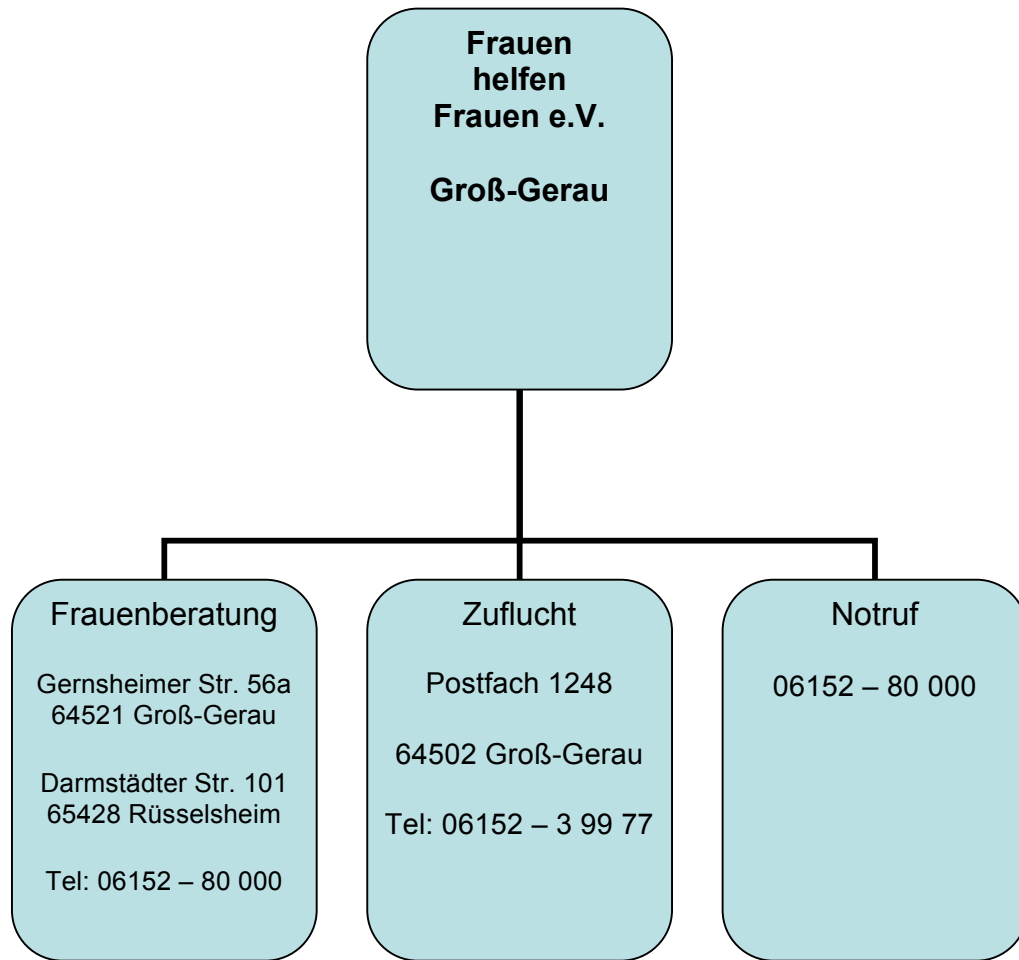 Frauen
helfen
Frauen e.V.
Groß-Gerau
Frauenberatung
Gernsheimer Str. 56a
64521 Groß-Gerau
Darmstädter Str. 101
65428 Rüsselsheim
Tel: 06152 – 80 000
Zuflucht
Postfach 1248
64502 Groß-Gerau
Tel: 06152 – 3 99 77
Notruf
06152 – 80 000